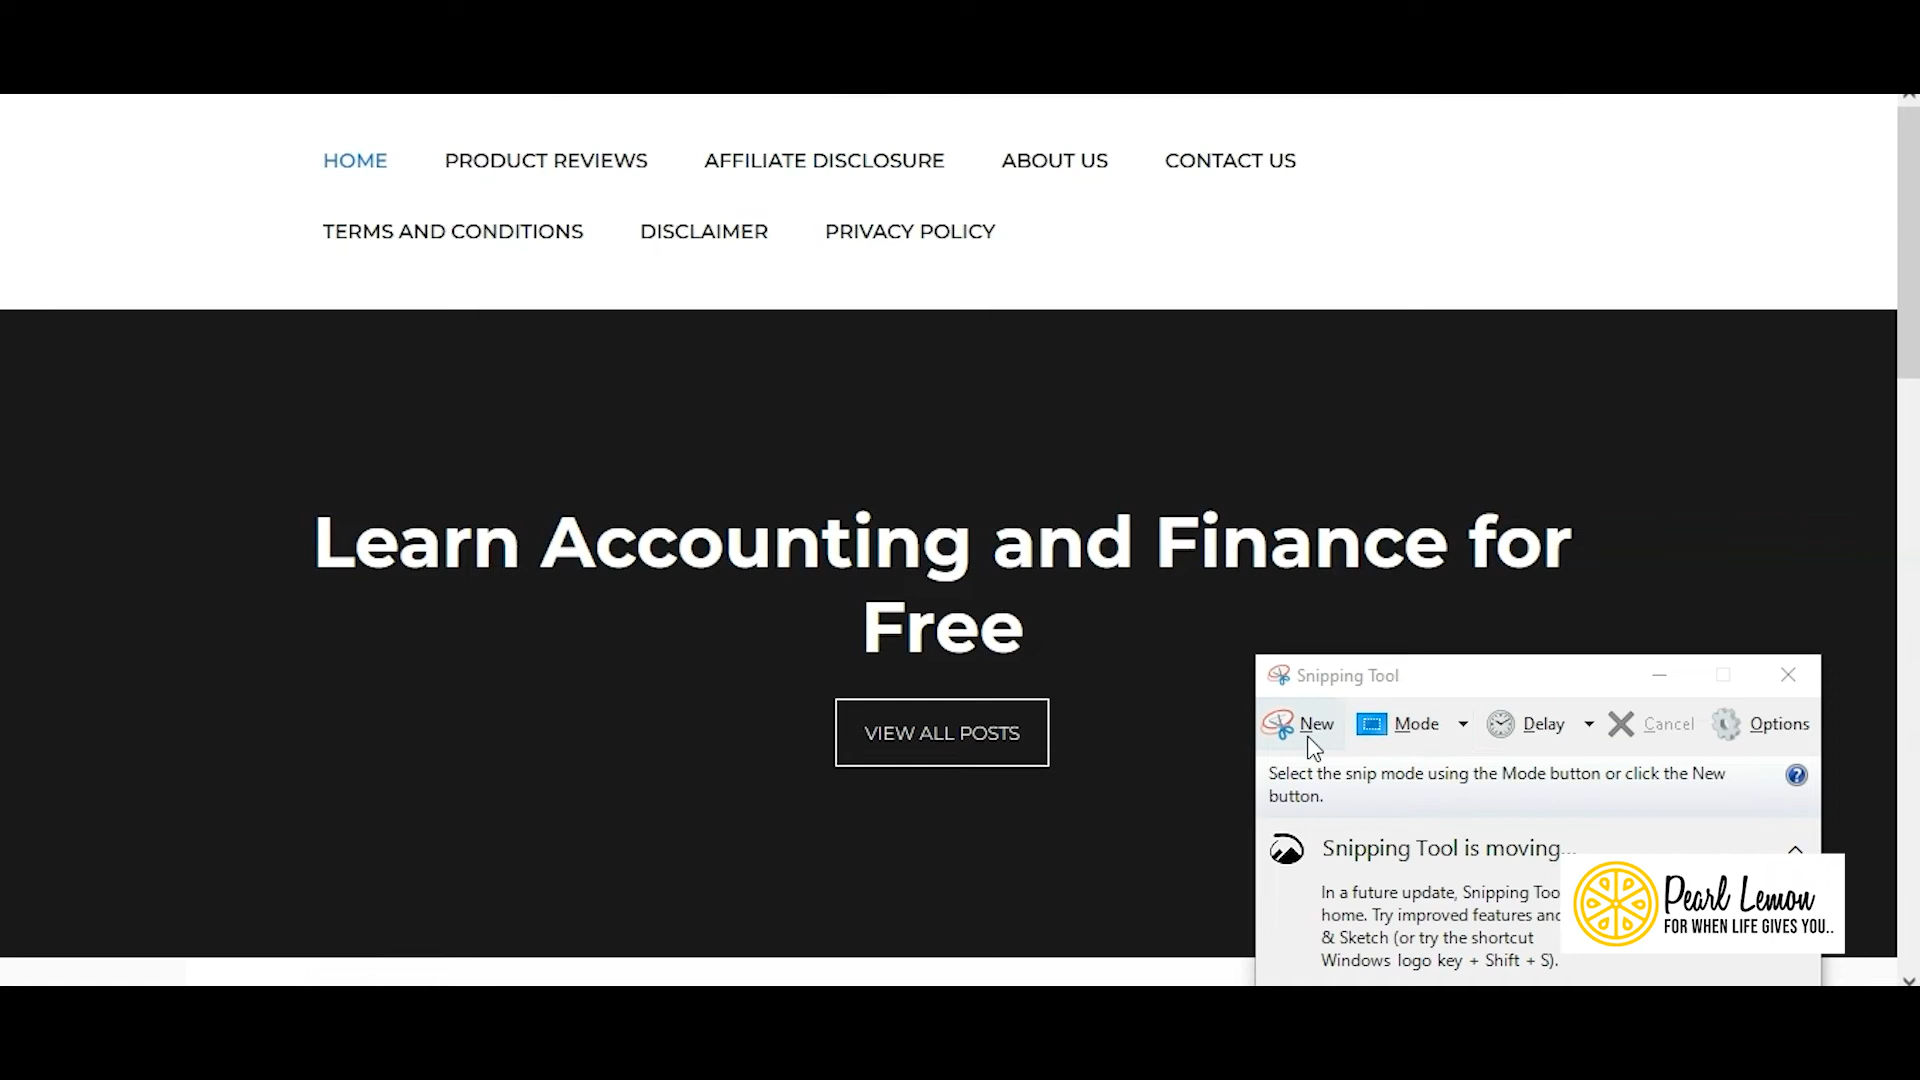 HOME PRODUCT REVIEWS AFFILIATE DISCLOSURE ABOUT US CONTACT US
TERMS AND CONDITIONS DISCLAIMER PRIVACY POLICY
Learn Accounting and Finance for
Free
VIEW ALL POSTS
Snipping Tool
New Mode Delay Cancel Options
Select the snip mode using the Mode button or click the New
button.
Snipping Tool is moving...
In a future update, Snipping Too
home. Try improved features and
& Sketch (or try the shortcut
Windows logo key + Shift + S).
Pearl Lemon
FOR WHEN LIFE GIVES YOU..